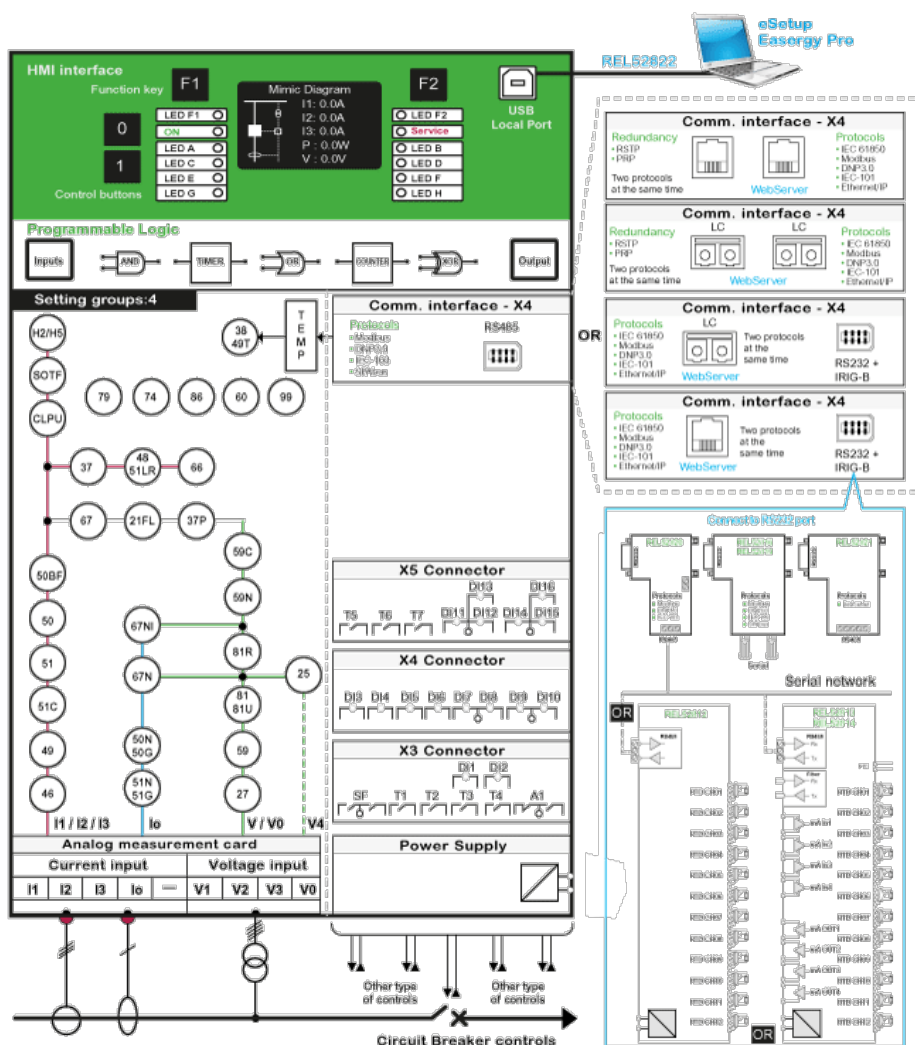 eSetup
Easergy Pro
REL52822
HMI interface
Function key
F1
F2
USB
Local Port
Mimic Diagram
I1: 0.0A
I2: 0.0A
I3: 0.0A
P : 0.0W
V : 0.0V
LED F1
ON
LED A
LED C
LED E
LED G
LED F2
Service
LED B
LED D
LED F
LED H
0
1
Control buttons
Programmable Logic
Inputs
AND
TIMER
OR
COUNTER
XOR
Output
Setting groups:4
H2/H5
SOTF
CLPU
38
49T
TEMP
79
74
86
60
99
37
48
51LR
66
67
21FL
37P
59C
59N
50BF
50
51
51C
49
46
67NI
67N
50N
50G
51N
51G
81R
81
81U
59
27
25
I1 / I2 / I3
Io
V / V0
V4
Analog measurement card
Current input
Voltage input
I1
I2
I3
Io
—
V1
V2
V3
V0
Comm. interface - X4
Protocols
• Modbus
• DNP3.0
RS485
X5 Connector
DI13
DI16
T5
T6
T7
DI11
DI12
DI14
DI15
X4 Connector
DI3
DI4
DI5
DI6
DI7
DI8
DI9
DI10
X3 Connector
DI1
DI2
SF
T1
T2
T3
T4
A1
Power Supply
Other type
of controls
Other type
of controls
Circuit Breaker controls
OR
Comm. interface - X4
Redundancy
• RSTP
• PRP
Two protocols
at the same time
WebServer
Protocols
• IEC 61850
• Modbus
• DNP3.0
• IEC-101
• Ethernet/IP
Comm. interface - X4
Redundancy
• RSTP
• PRP
Two protocols
at the same time
LC
LC
WebServer
Protocols
• IEC 61850
• Modbus
• DNP3.0
• IEC-101
• Ethernet/IP
Comm. interface - X4
Protocols
• IEC 61850
• Modbus
• DNP3.0
• IEC-101
• Ethernet/IP
LC
WebServer
Two protocols
at the
same time
RS232 +
IRIG-B
Comm. interface - X4
Protocols
• IEC 61850
• Modbus
• DNP3.0
• IEC-101
• Ethernet/IP
WebServer
Two protocols
at the
same time
RS232 +
IRIG-B
Connect to RS232 port
Protocols
Protocols
Protocols
Serial
Serial network
OR
OR